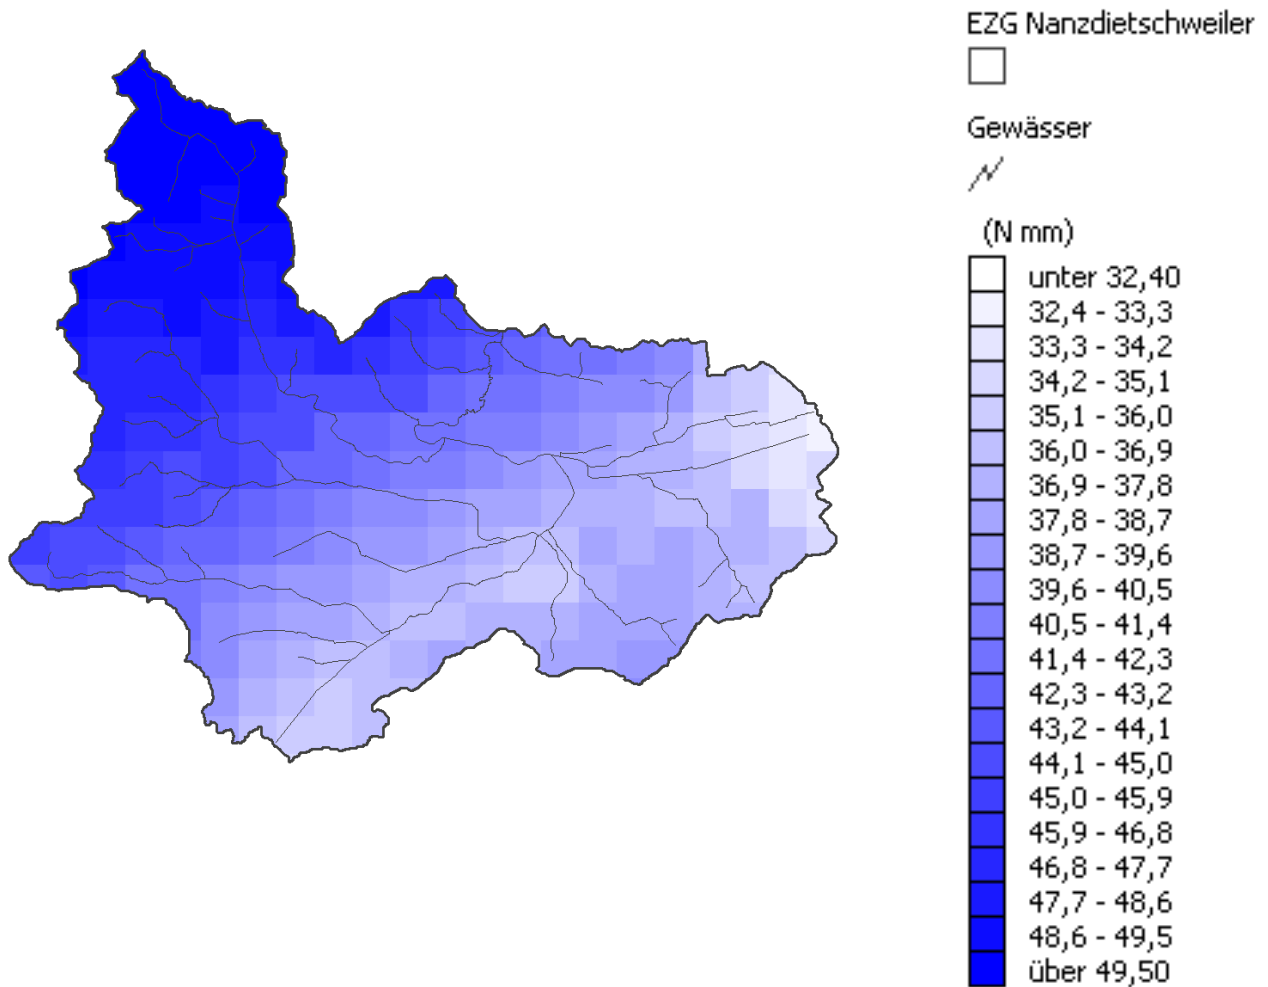 EZG Nanzdietschweiler
Gewässer
(N mm)
unter 32,40
32,4 - 33,3
33,3 - 34,2
34,2 - 35,1
35,1 - 36,0
36,0 - 36,9
36,9 - 37,8
37,8 - 38,7
38,7 - 39,6
39,6 - 40,5
40,5 - 41,4
41,4 - 42,3
42,3 - 43,2
43,2 - 44,1
44,1 - 45,0
45,0 - 45,9
45,9 - 46,8
46,8 - 47,7
47,7 - 48,6
48,6 - 49,5
über 49,50